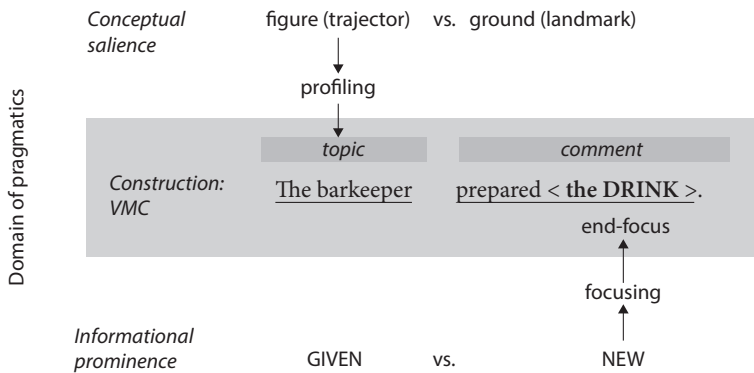 Conceptual salience
figure (trajector) vs. ground (landmark)
profiling
Domain of pragmatics
topic comment
Construction: VMC
The barkeeper prepared < the DRINK >.
end-focus
focusing
Informational prominence
GIVEN vs. NEW